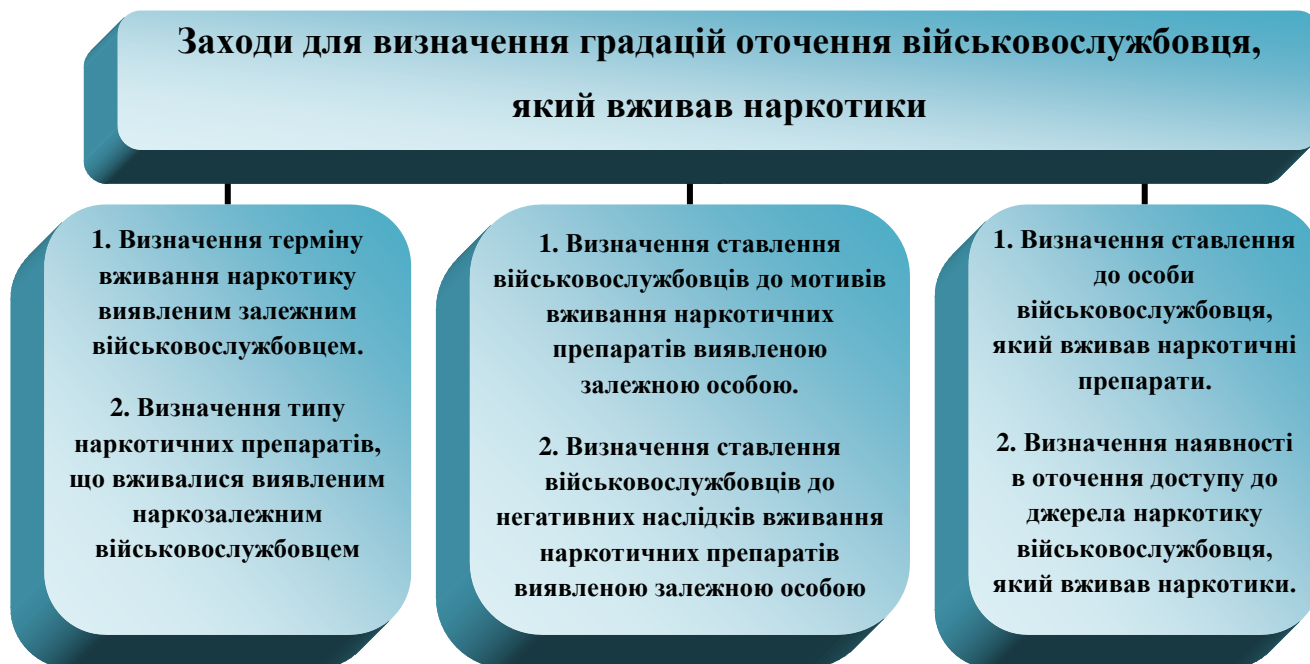 Заходи для визначення градацій оточення військовослужбовця,
який вживав наркотики
1. Визначення терміну
вживання наркотику
виявленим залежним
військовослужбовцем.
2. Визначення типу
наркотичних препаратів,
що вживалися виявленим
наркозалежним
військовослужбовцем
1. Визначення ставлення
військовослужбовців до мотивів
вживання наркотичних
препаратів виявленою
залежною особою.
2. Визначення ставлення
військовослужбовців до
негативних наслідків вживання
наркотичних препаратів
виявленою залежною особою
1. Визначення ставлення
до особи
військовослужбовця,
який вживав наркотичні
препарати.
2. Визначення наявності
в оточення доступу до
джерела наркотику
військовослужбовця,
який вживав наркотики.